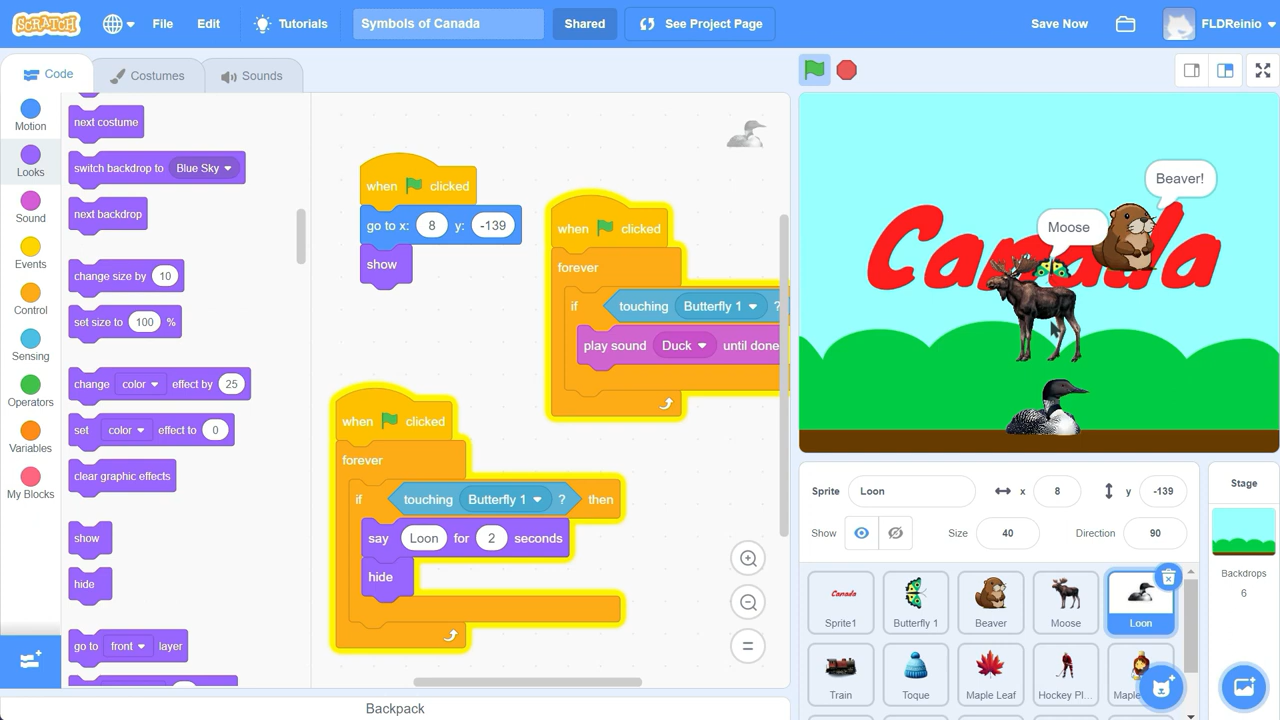 SCRATCH
File
Edit
Tutorials
Symbols of Canada
Shared
See Project Page
Save Now
FLDReinio
Code
Costumes
Sounds
Motion
Looks
Sound
Events
Control
Sensing
Operators
Variables
My Blocks
next costume
switch backdrop to Blue Sky
next backdrop
change size by 10
set size to 100 %
change color effect by 25
set color effect to 0
clear graphic effects
show
hide
go to front layer
when clicked
go to x: 8 y: -139
show
when clicked
forever
if touching Butterfly 1 ?
play sound Duck until done
when clicked
forever
if touching Butterfly 1 ? then
say Loon for 2 seconds
hide
Backpack
Beaver!
Moose
Canada
Sprite Loon x 8 y -139
Show Size 40 Direction 90
Stage
Backdrops
6
Canada
Sprite1
Butterfly 1
Beaver
Moose
Loon
Train
Toque
Maple Leaf
Hockey Pl...
Maple